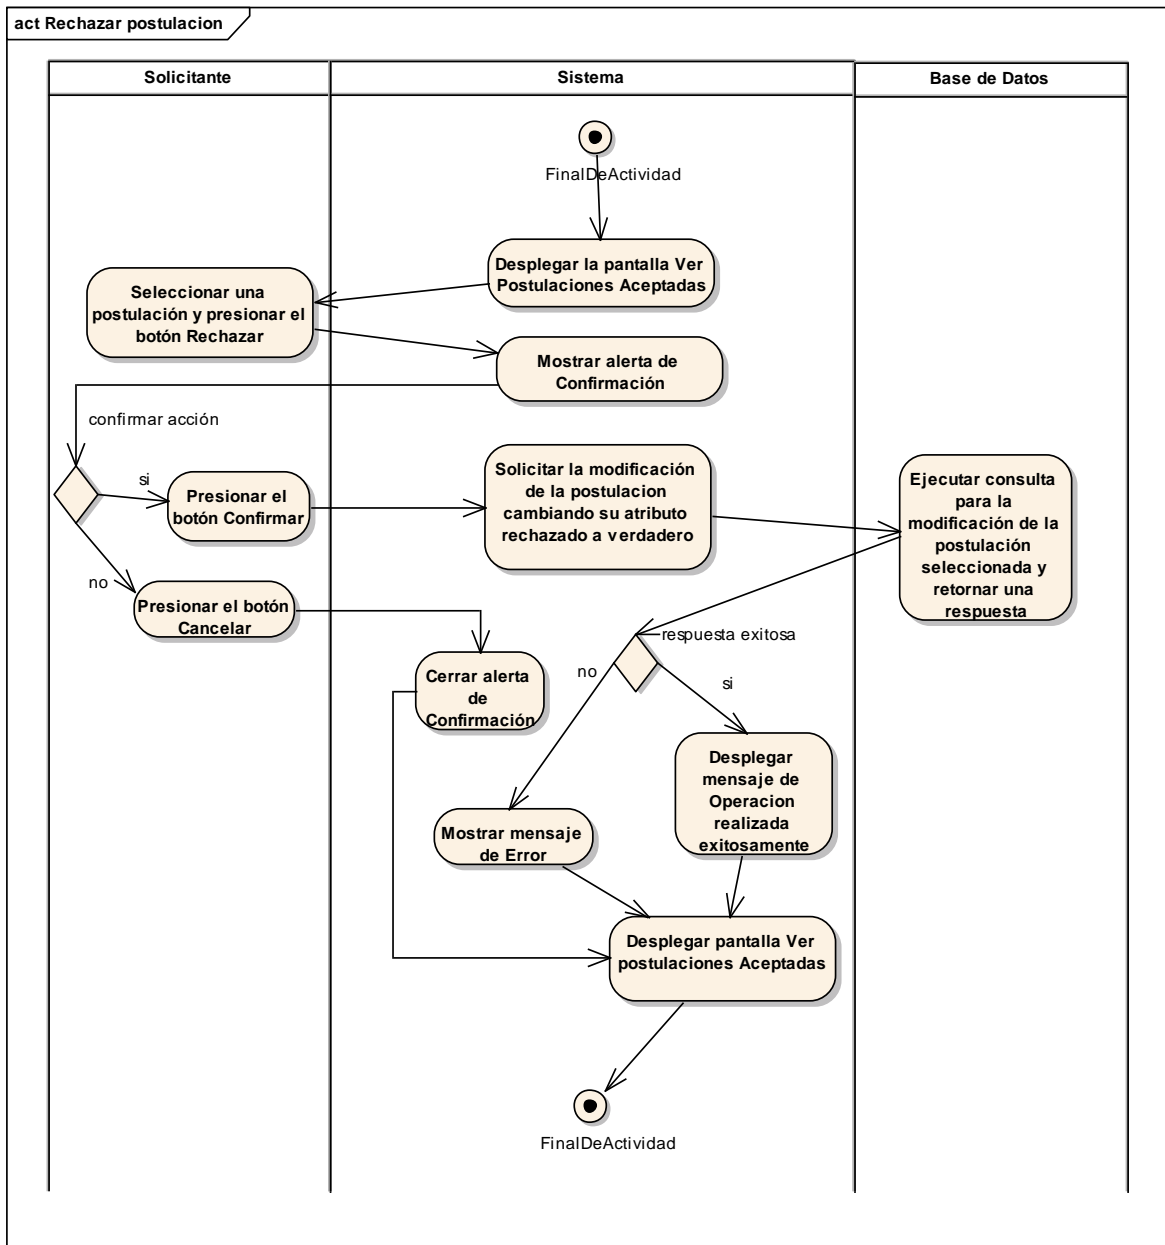 act Rechazar postulacion
Solicitante
Sistema
Base de Datos
FinalDeActividad
Desplegar la pantalla Ver
Postulaciones Aceptadas
Seleccionar una
postulación y presionar el
botón Rechazar
Mostrar alerta de
Confirmación
confirmar acción
si
Presionar el
botón Confirmar
Solicitar la modificación
de la postulacion
cambiando su atributo
rechazado a verdadero
Ejecutar consulta
para la
modificación de la
postulación
seleccionada y
retornar una
respuesta
no
Presionar el botón
Cancelar
respuesta exitosa
Cerrar alerta
de
Confirmación
no
si
Desplegar
mensaje de
Operacion
realizada
exitosamente
Mostrar mensaje
de Error
Desplegar pantalla Ver
postulaciones Aceptadas
FinalDeActividad